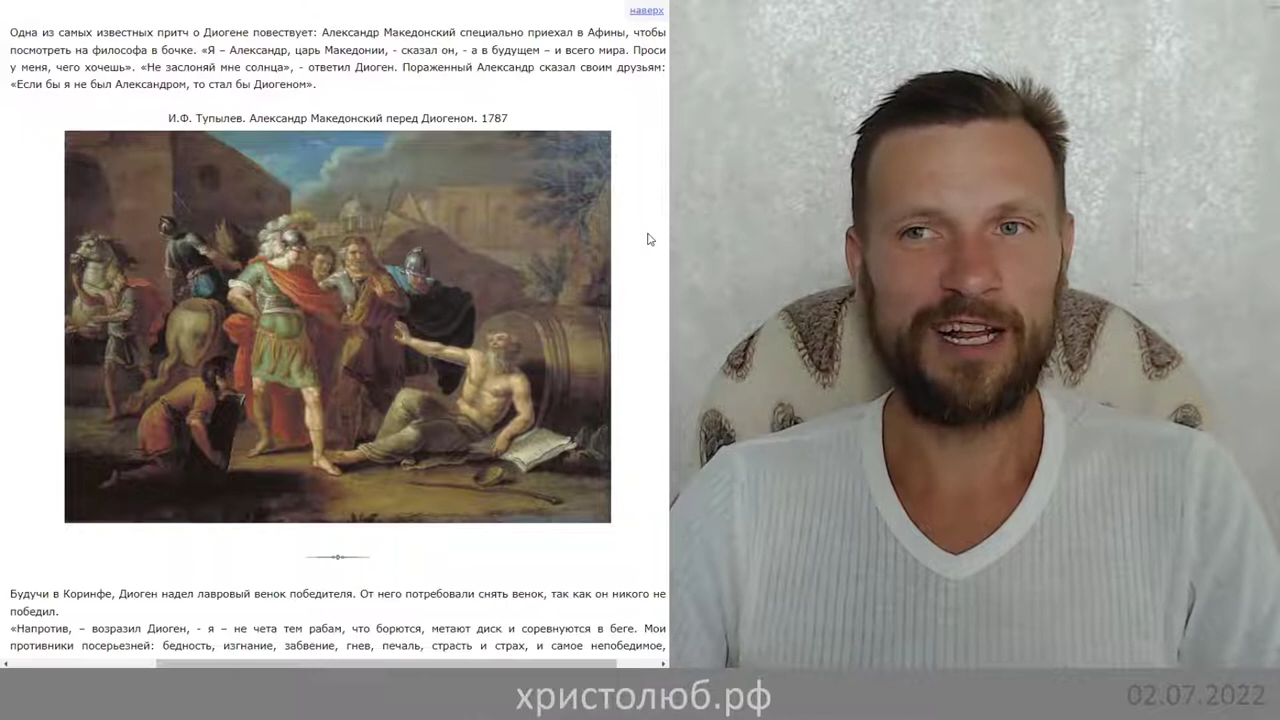 наверх
Одна из самых известных притч о Диогене повествует: Александр Македонский специально приехал в Афины, чтобы
посмотреть на философа в бочке. «Я – Александр, царь Македонии, - сказал он, - а в будущем – и всего мира. Проси
у меня, чего хочешь». «Не заслоняй мне солнца», - ответил Диоген. Пораженный Александр сказал своим друзьям:
«Если бы я не был Александром, то стал бы Диогеном».
И.Ф. Тупылев. Александр Македонский перед Диогеном. 1787
Будучи в Коринфе, Диоген надел лавровый венок победителя. От него потребовали снять венок, так как он никого не
победил.
«Напротив, – возразил Диоген, - я – не чета тем рабам, что борются, метают диск и соревнуются в беге. Мои
противники посерьезней: бедность, изгнание, забвение, гнев, печаль, страсть и страх, и самое непобедимое,
христолюб.рф
02.07.2022